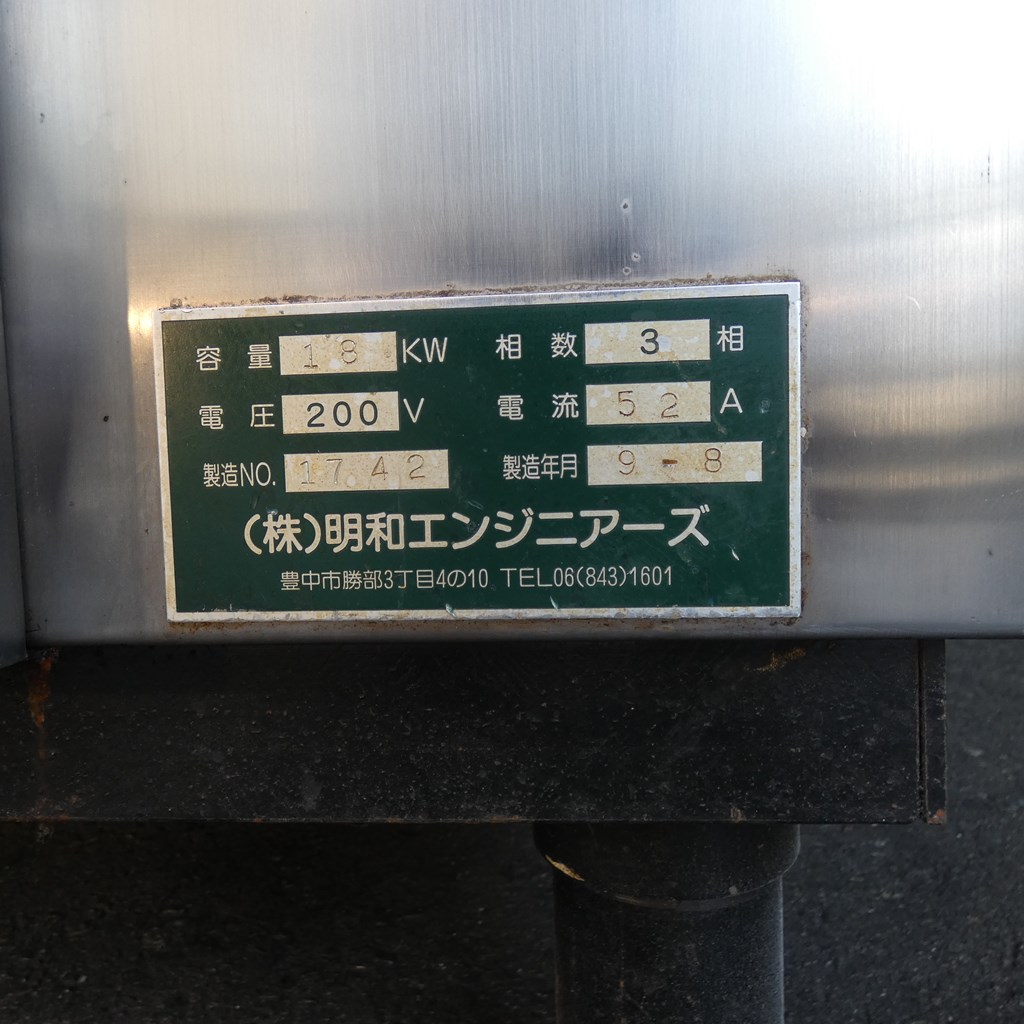 容量 18 KW 相数 3 相
電圧 200 V 電流 52 A
製造NO. 1742 製造年月 9-8
(株)明和エンジニアーズ
豊中市勝部3丁目4の10 TEL06(843)1601